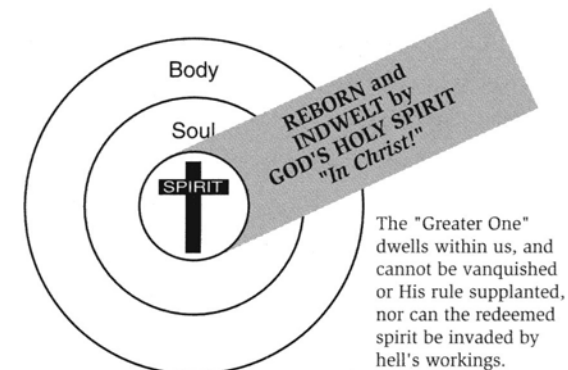 Body
Soul
SPIRIT
REBORN and
INDWELT by
GOD'S HOLY SPIRIT
"In Christ!"
The "Greater One"
dwells within us, and
cannot be vanquished
or His rule supplanted,
nor can the redeemed
spirit be invaded by
hell's workings.